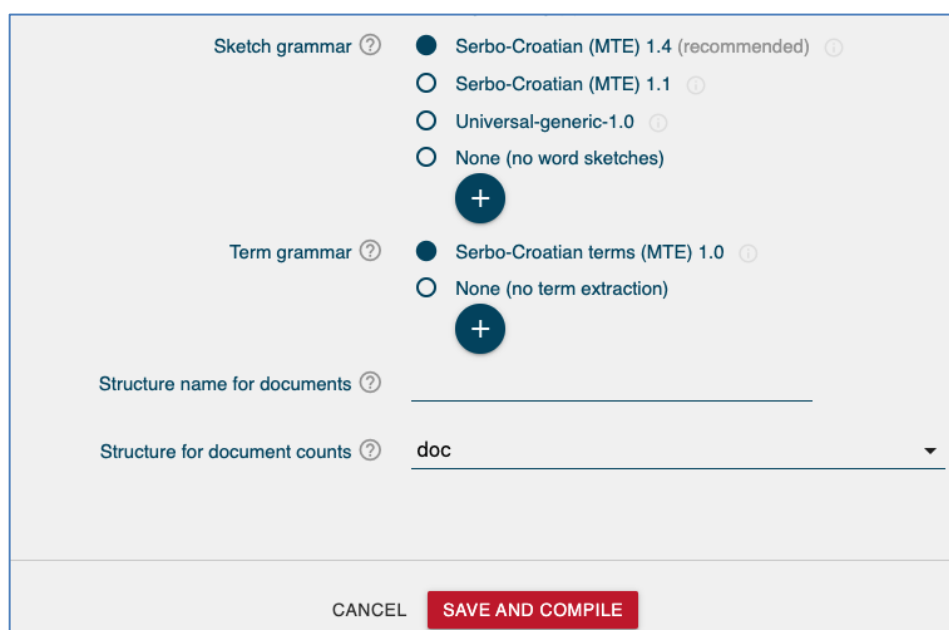 Sketch grammar ? Serbo-Croatian (MTE) 1.4 (recommended) i
Serbo-Croatian (MTE) 1.1 i
Universal-generic-1.0 i
None (no word sketches)
+
Term grammar ? Serbo-Croatian terms (MTE) 1.0 i
None (no term extraction)
+
Structure name for documents ?
Structure for document counts ? doc
CANCEL SAVE AND COMPILE